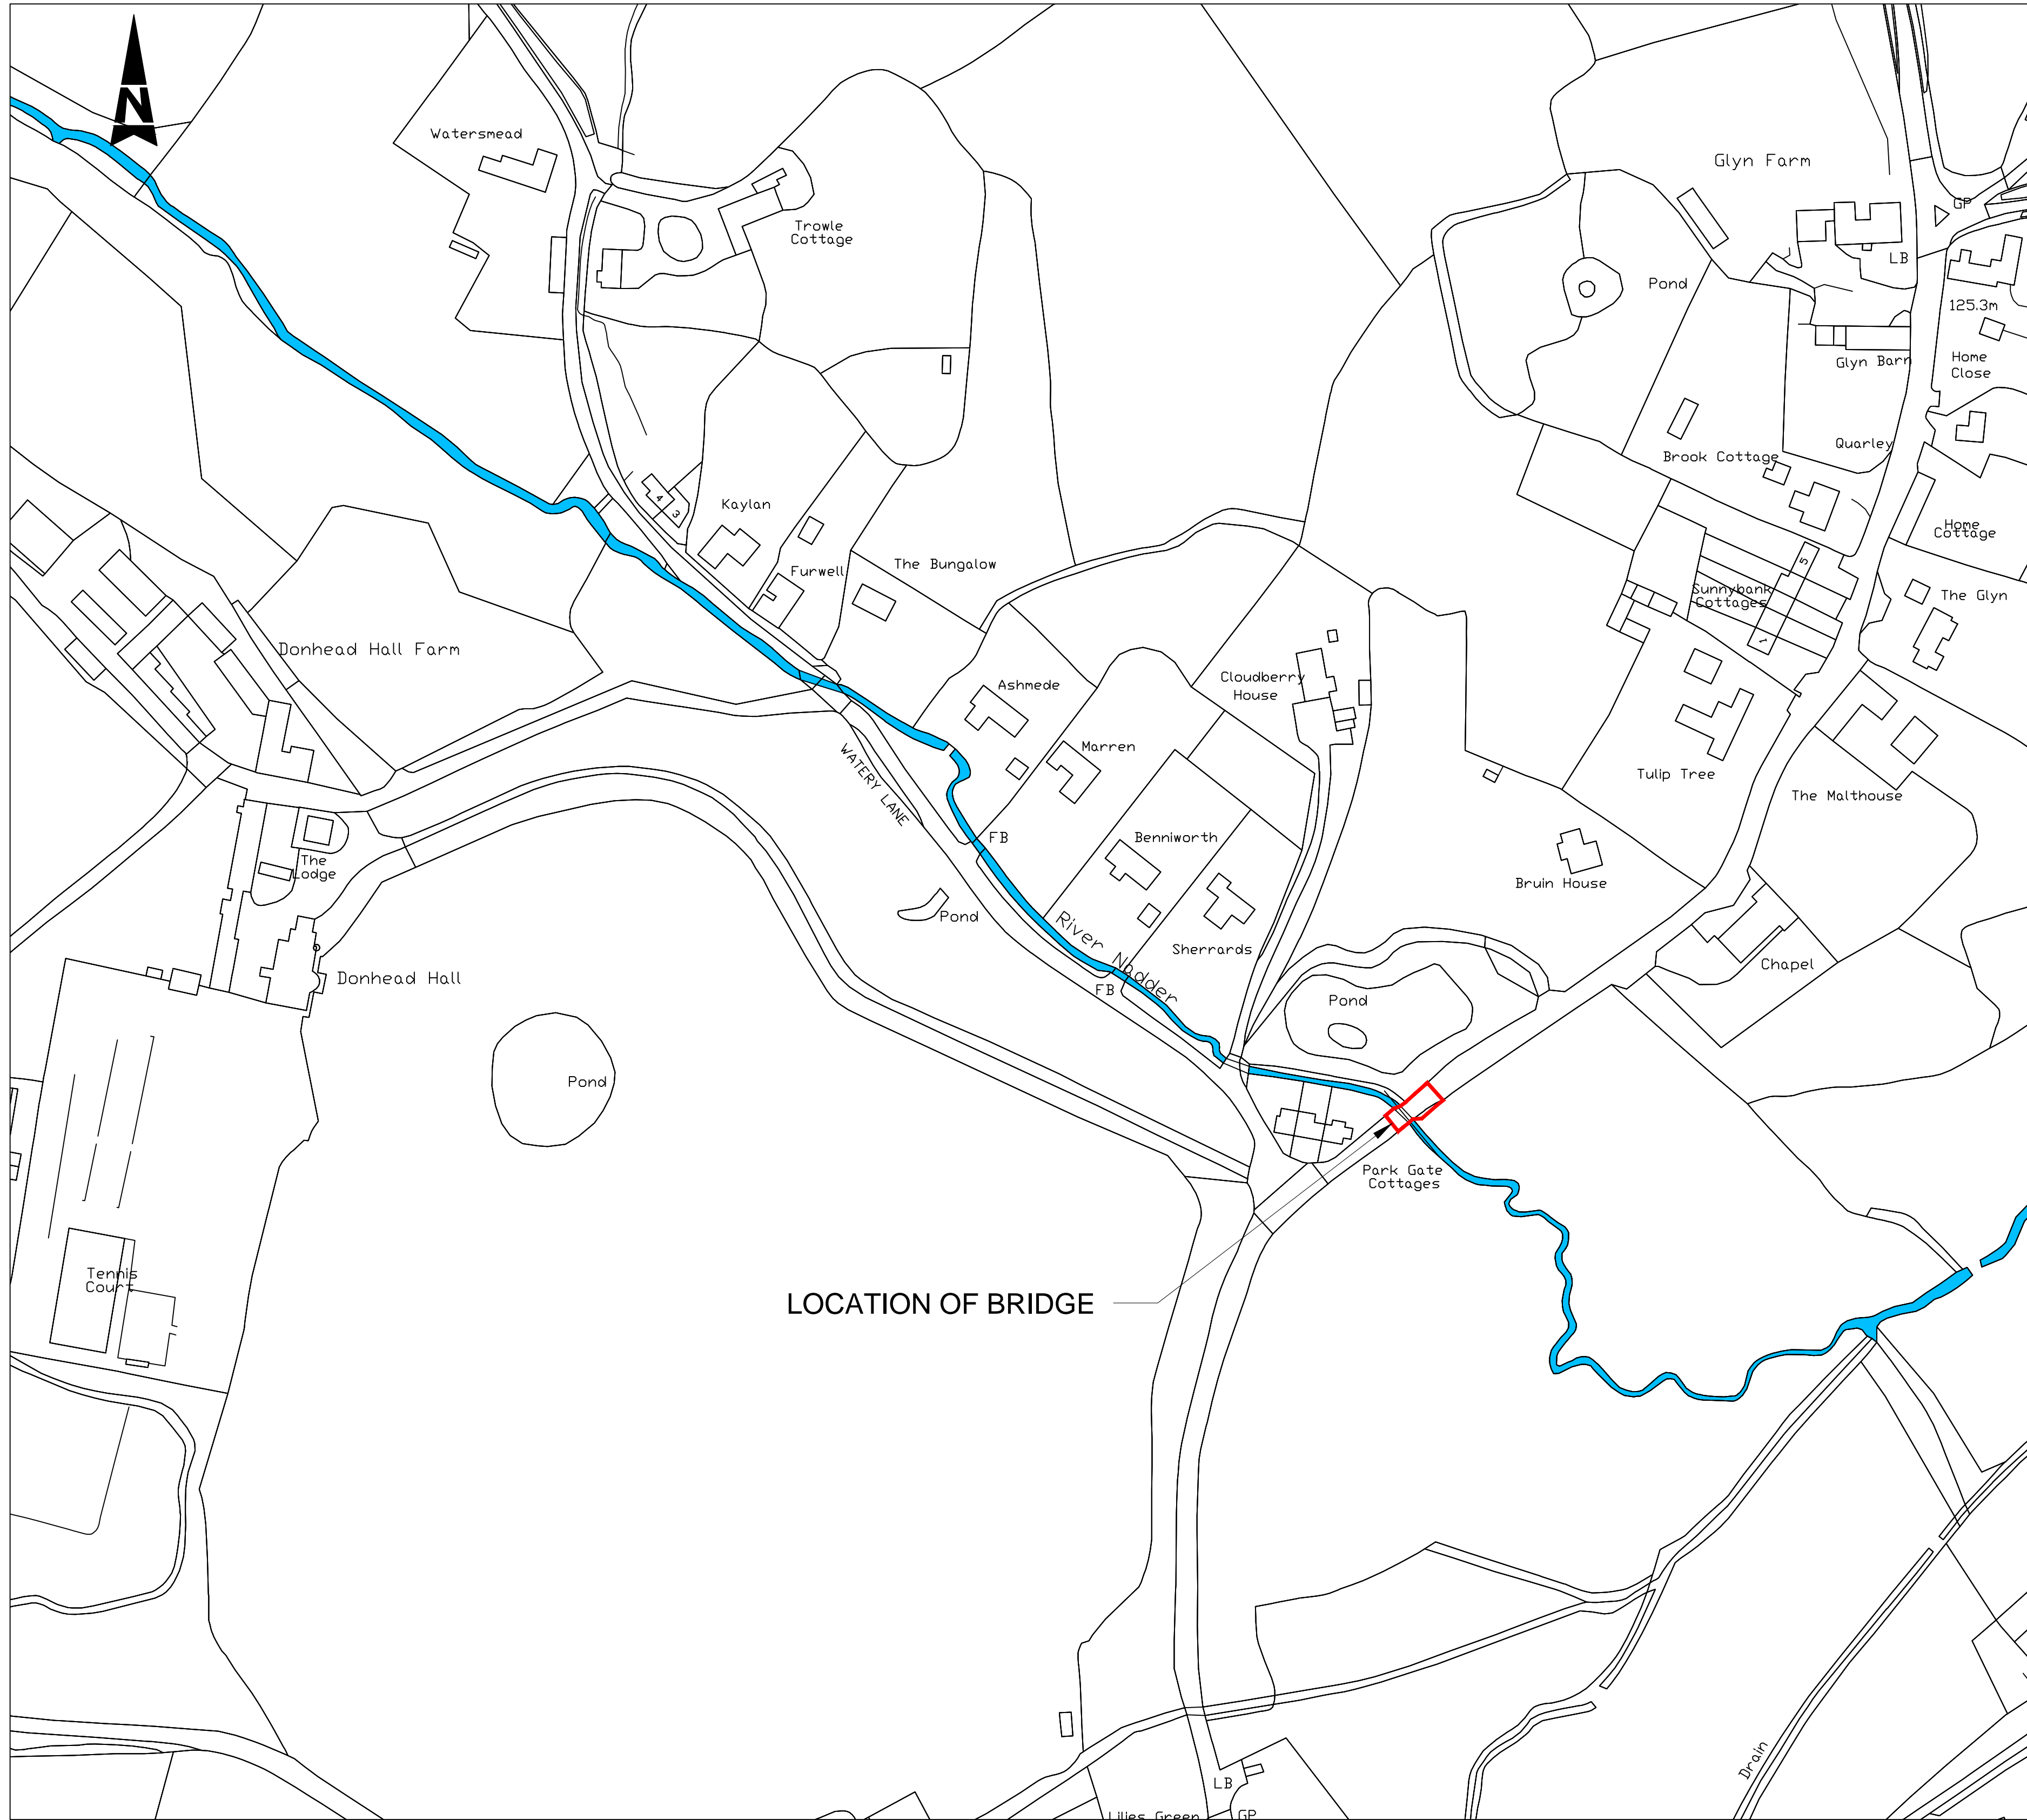 N
Watersmead
Glyn Farm
GP
Trowle
Cottage
LB
Pond
125.3m
Home
Close
Glyn Barn
Quarley
Brook Cottage
4
3
Kaylan
Home
Cottage
Furwell
The Bungalow
5
Sunnybank
Cottages
1
The Glyn
Donhead Hall Farm
Ashmede
Cloudberry
House
Marren
WATERY LANE
Tulip Tree
The Malthouse
FB
Benniworth
The
Lodge
Bruin House
Pond
River Nadder
Sherrards
Chapel
Donhead Hall
FB
Pond
Pond
Park Gate
Cottages
Tennis
Court
LOCATION OF BRIDGE
Drain
LB
Lilies Green
GP